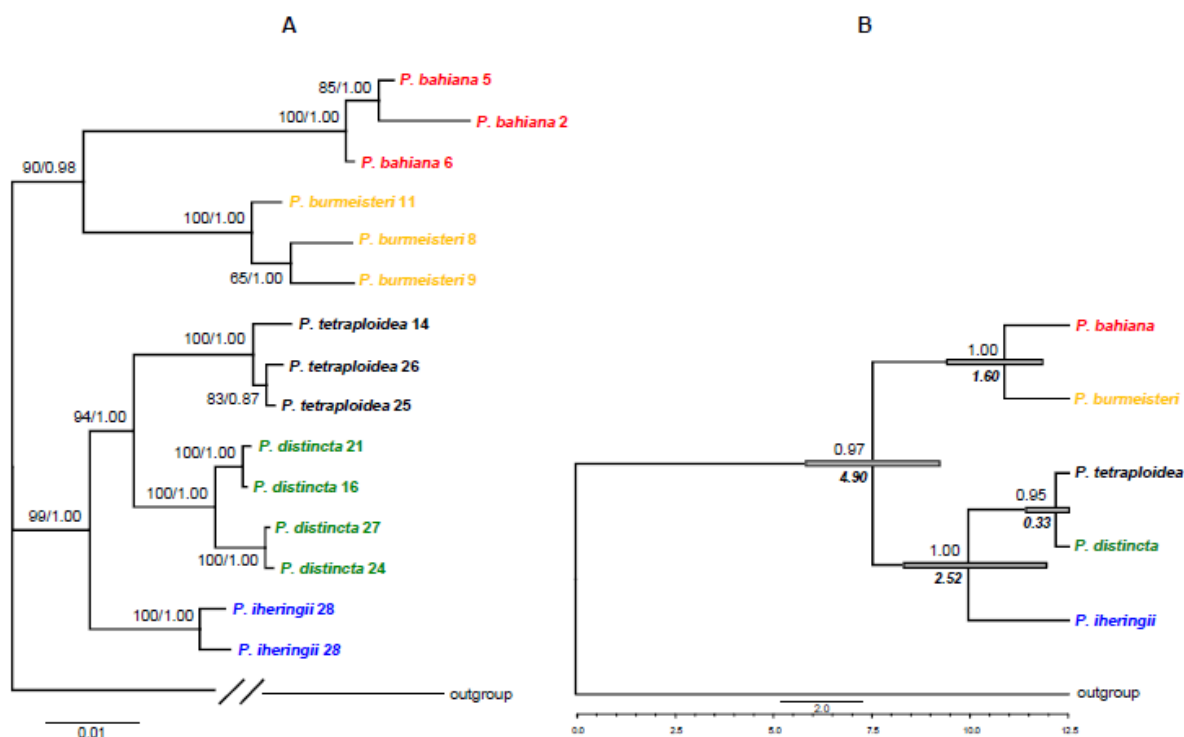 A
B
85/1.00
P. bahiana 5
100/1.00
P. bahiana 2
P. bahiana 6
90/0.98
P. burmeisteri 11
100/1.00
P. burmeisteri 8
65/1.00
P. burmeisteri 9
P. tetraploidea 14
100/1.00
P. tetraploidea 26
83/0.87
P. tetraploidea 25
94/1.00
P. distincta 21
100/1.00
P. distincta 16
100/1.00
P. distincta 27
99/1.00
100/1.00
P. distincta 24
P. iheringii 28
100/1.00
P. iheringii 28
outgroup
0.01
P. bahiana
1.00
1.60
P. burmeisteri
0.97
4.90
P. tetraploidea
0.95
0.33
P. distincta
1.00
2.52
P. iheringii
outgroup
2.0
0.0
2.5
5.0
7.5
10.0
12.5